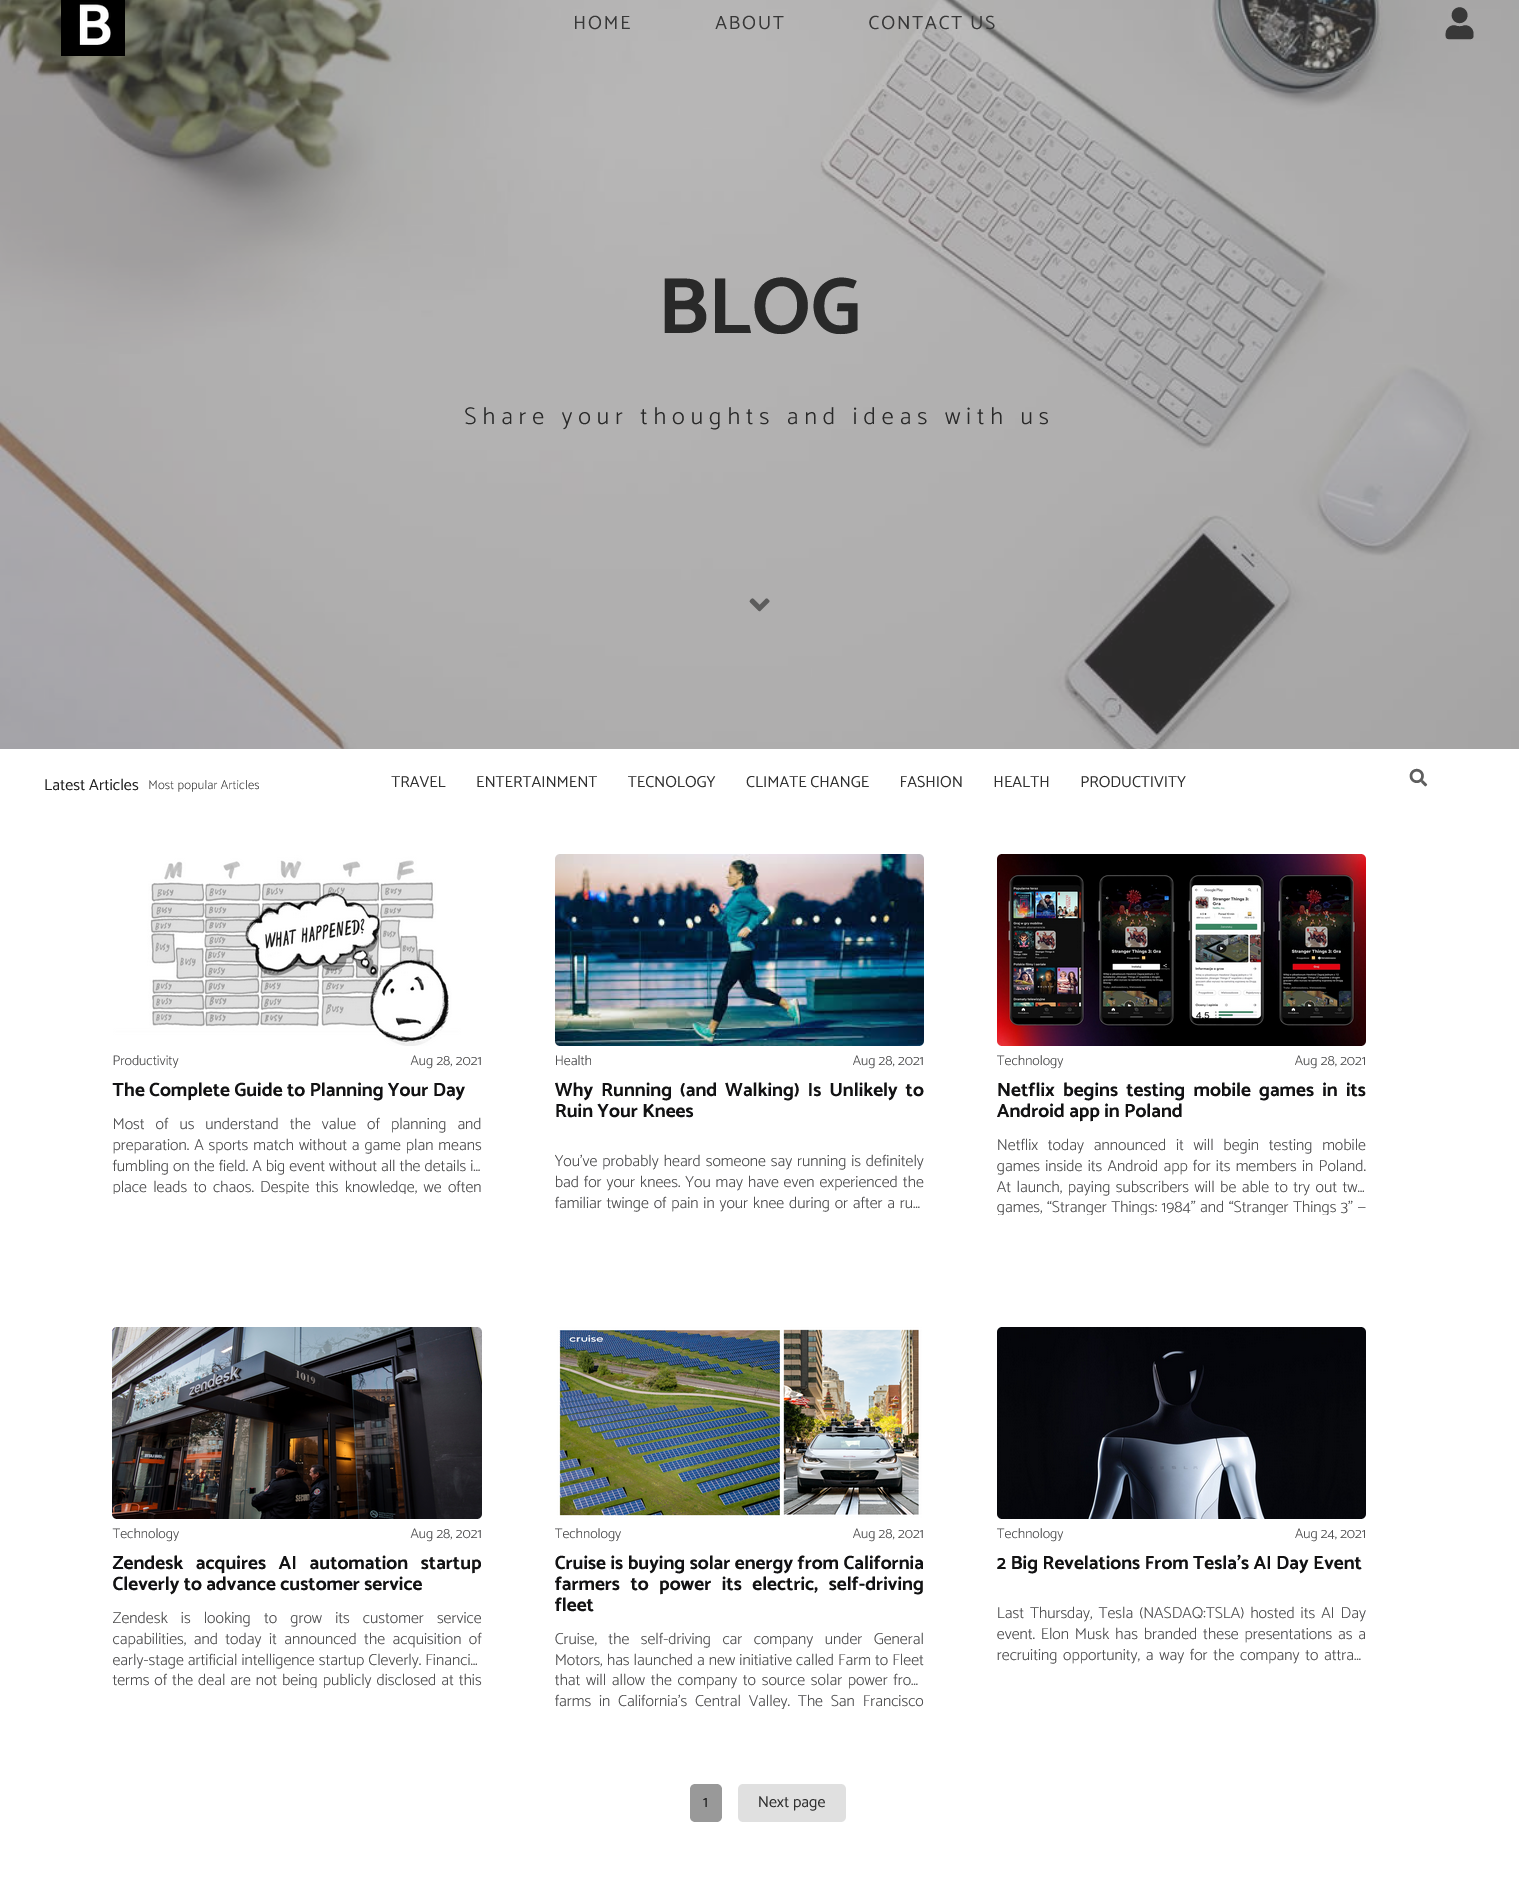 B
HOME ABOUT CONTACT US
BLOG
Share your thoughts and ideas with us
Latest Articles Most popular Articles TRAVEL ENTERTAINMENT TECNOLOGY CLIMATE CHANGE FASHION HEALTH PRODUCTIVITY
M T W T F
BUSY BUSY BUSY BUSY BUSY
WHAT HAPPENED?
Productivity Aug 28, 2021
The Complete Guide to Planning Your Day
Most of us understand the value of planning and
preparation. A sports match without a game plan means
fumbling on the field. A big event without all the details i...
place leads to chaos. Despite this knowledge, we often
Health Aug 28, 2021
Why Running (and Walking) Is Unlikely to
Ruin Your Knees
You've probably heard someone say running is definitely
bad for your knees. You may have even experienced the
familiar twinge of pain in your knee during or after a ru...
Google Play
Stranger Things 3:
Gra
4,5
Technology Aug 28, 2021
Netflix begins testing mobile games in its
Android app in Poland
Netflix today announced it will begin testing mobile
games inside its Android app for its members in Poland.
At launch, paying subscribers will be able to try out tw...
games, “Stranger Things: 1984” and “Stranger Things 3” —
zendesk 1019
SECURITY
Technology Aug 28, 2021
Zendesk acquires AI automation startup
Cleverly to advance customer service
Zendesk is looking to grow its customer service
capabilities, and today it announced the acquisition of
early-stage artificial intelligence startup Cleverly. Financi...
terms of the deal are not being publicly disclosed at this
cruise
Technology Aug 28, 2021
Cruise is buying solar energy from California
farmers to power its electric, self-driving
fleet
Cruise, the self-driving car company under General
Motors, has launched a new initiative called Farm to Fleet
that will allow the company to source solar power fro...
farms in California's Central Valley. The San Francisco
Technology Aug 24, 2021
2 Big Revelations From Tesla's AI Day Event
Last Thursday, Tesla (NASDAQ:TSLA) hosted its AI Day
event. Elon Musk has branded these presentations as a
recruiting opportunity, a way for the company to attra...
1 Next page